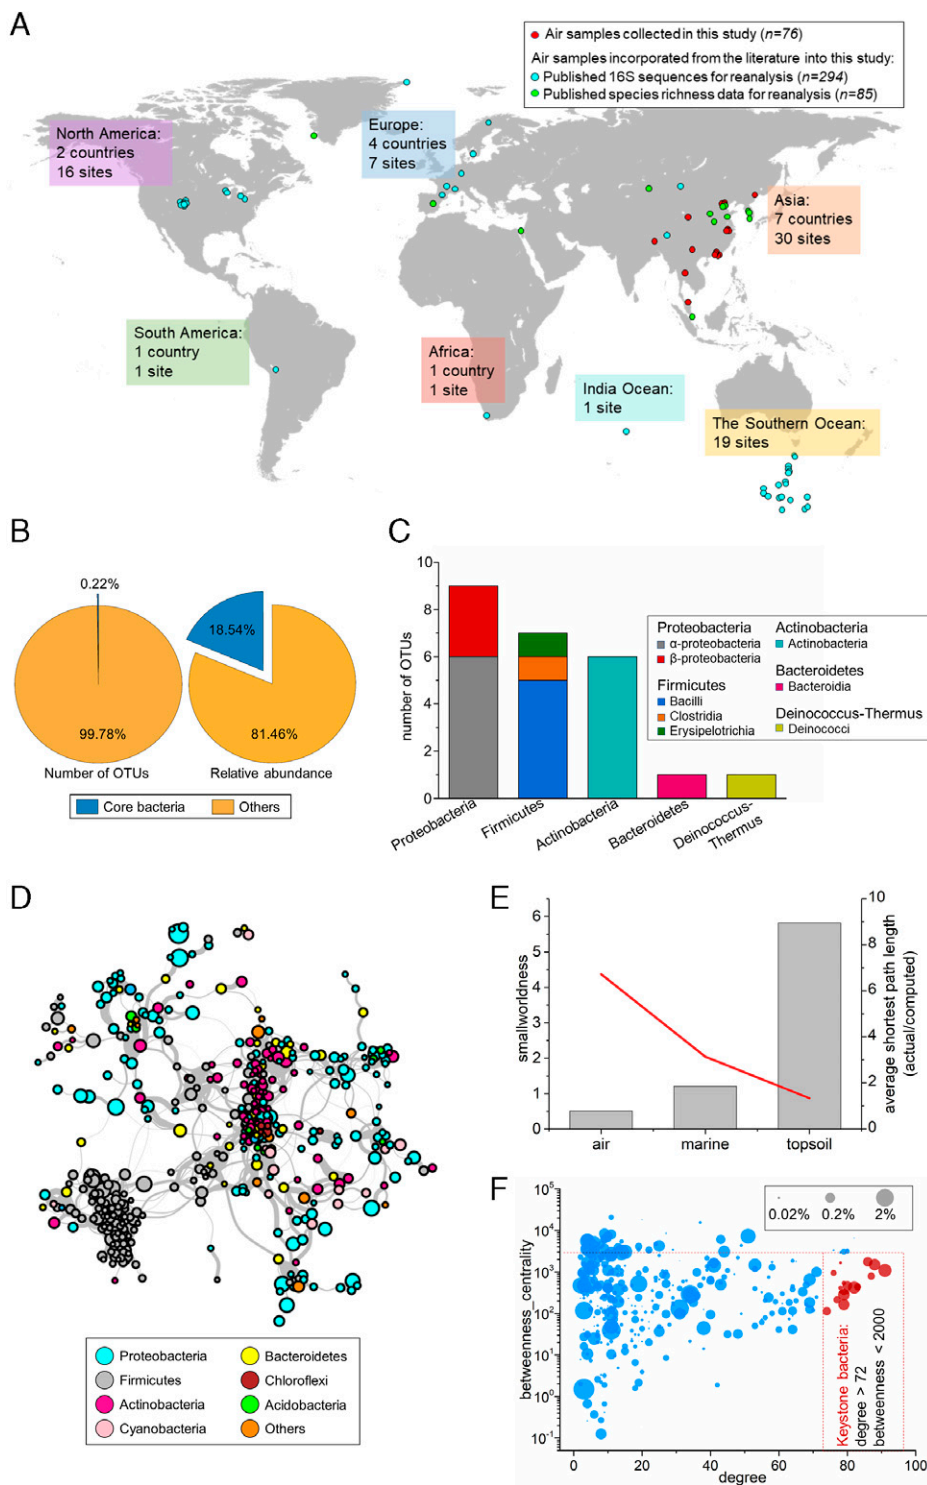 A
Air samples collected in this study (n=76)
Air samples incorporated from the literature into this study:
Published 16S sequences for reanalysis (n=294)
Published species richness data for reanalysis (n=85)
North America:
2 countries
16 sites
Europe:
4 countries
7 sites
Asia:
7 countries
30 sites
South America:
1 country
1 site
Africa:
1 country
1 site
India Ocean:
1 site
The Southern Ocean:
19 sites
B
0.22%
99.78%
Number of OTUs
18.54%
81.46%
Relative abundance
Core bacteria
Others
C
number of OTUs
10
8
6
4
2
0
Proteobacteria
Firmicutes
Actinobacteria
Bacteroidetes
Deinococcus-
Thermus
Proteobacteria
α-proteobacteria
β-proteobacteria
Firmicutes
Bacilli
Clostridia
Erysipelotrichia
Actinobacteria
Actinobacteria
Bacteroidetes
Bacteroidia
Deinococcus-Thermus
Deinococci
D
Proteobacteria
Firmicutes
Actinobacteria
Cyanobacteria
Bacteroidetes
Chloroflexi
Acidobacteria
Others
E
smallworldness
6
5
4
3
2
1
0
air
marine
topsoil
10
8
6
4
2
0
average shortest path length
(actual/computed)
F
betweenness_centrality
10⁵
10⁴
10³
10²
10¹
10⁰
10⁻¹
0.02%
0.2%
2%
Keystone bacteria:
degree > 72
betweenness < 2000
0
20
40
60
80
100
degree